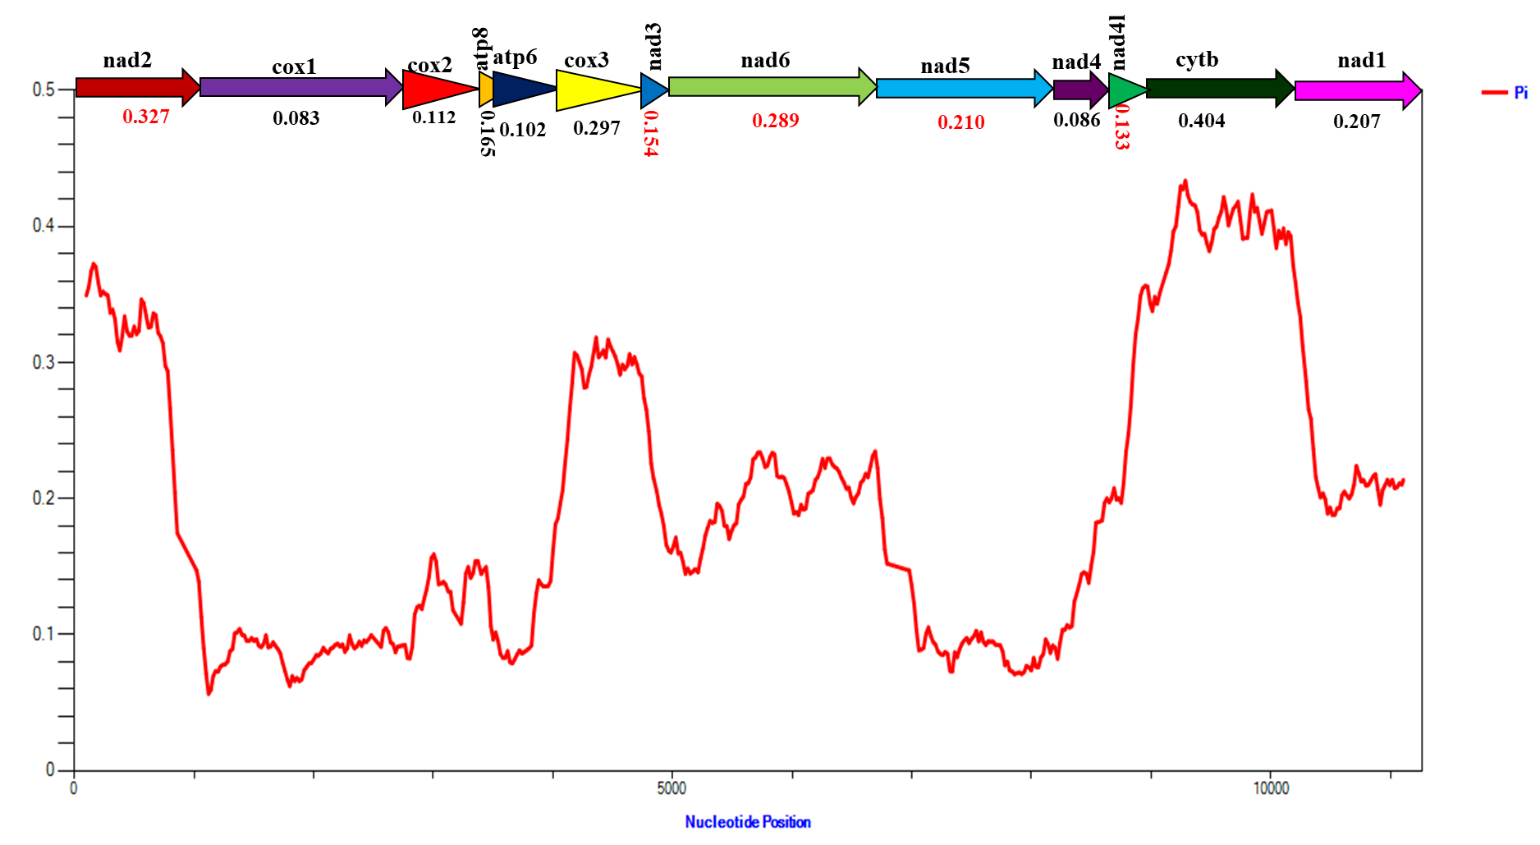 nad2 cox1 cox2 atp8 atp6 cox3 nad3 nad6 nad5 nad4 nad4l cytb nad1
0.327 0.083 0.112 0.165 0.102 0.297 0.154 0.289 0.210 0.086 0.133 0.404 0.207
Pi
0.5
0.4
0.3
0.2
0.1
0
0 5000 10000
Nucleotide Position